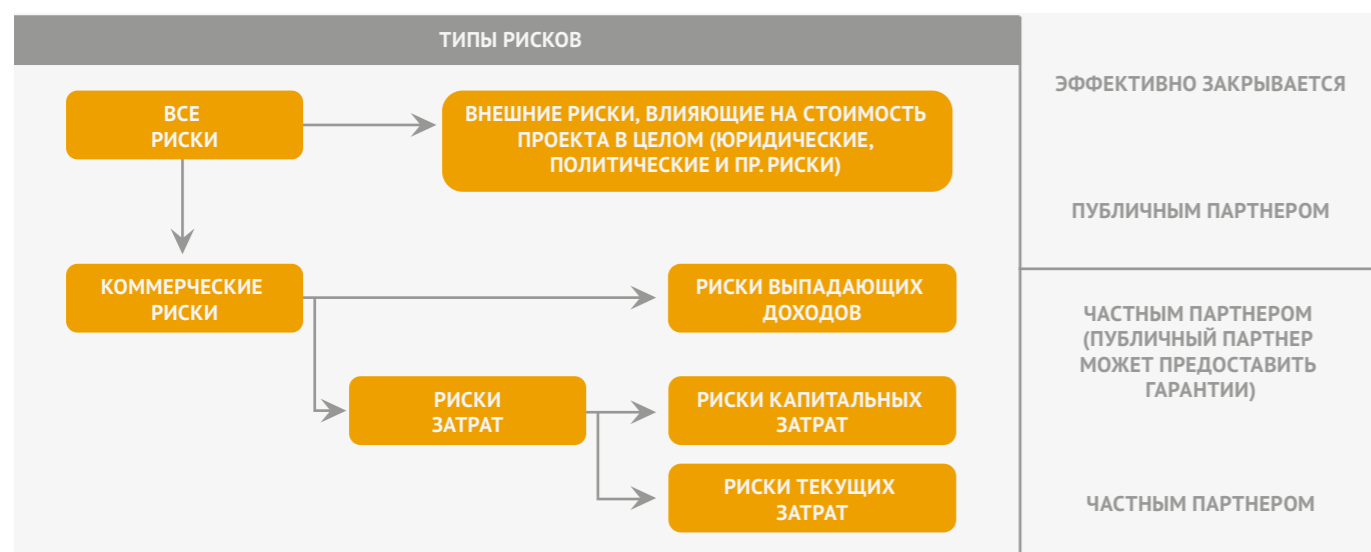 ТИПЫ РИСКОВ
ЭФФЕКТИВНО ЗАКРЫВАЕТСЯ
ВСЕ
РИСКИ
ВНЕШНИЕ РИСКИ, ВЛИЯЮЩИЕ НА СТОИМОСТЬ
ПРОЕКТА В ЦЕЛОМ (ЮРИДИЧЕСКИЕ,
ПОЛИТИЧЕСКИЕ И ПР. РИСКИ)
ПУБЛИЧНЫМ ПАРТНЕРОМ
КОММЕРЧЕСКИЕ
РИСКИ
РИСКИ ВЫПАДАЮЩИХ
ДОХОДОВ
ЧАСТНЫМ ПАРТНЕРОМ
(ПУБЛИЧНЫЙ ПАРТНЕР
МОЖЕТ ПРЕДОСТАВИТЬ
ГАРАНТИИ)
РИСКИ
ЗАТРАТ
РИСКИ КАПИТАЛЬНЫХ
ЗАТРАТ
РИСКИ ТЕКУЩИХ
ЗАТРАТ
ЧАСТНЫМ ПАРТНЕРОМ